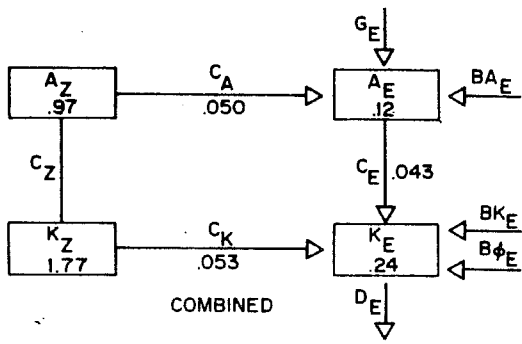 G_E
A_Z
.97
C_A
.050
A_E
.12
BA_E
C_Z
C_E .043
K_Z
1.77
C_K
.053
K_E
.24
BK_E
Bϕ_E
COMBINED
D_E